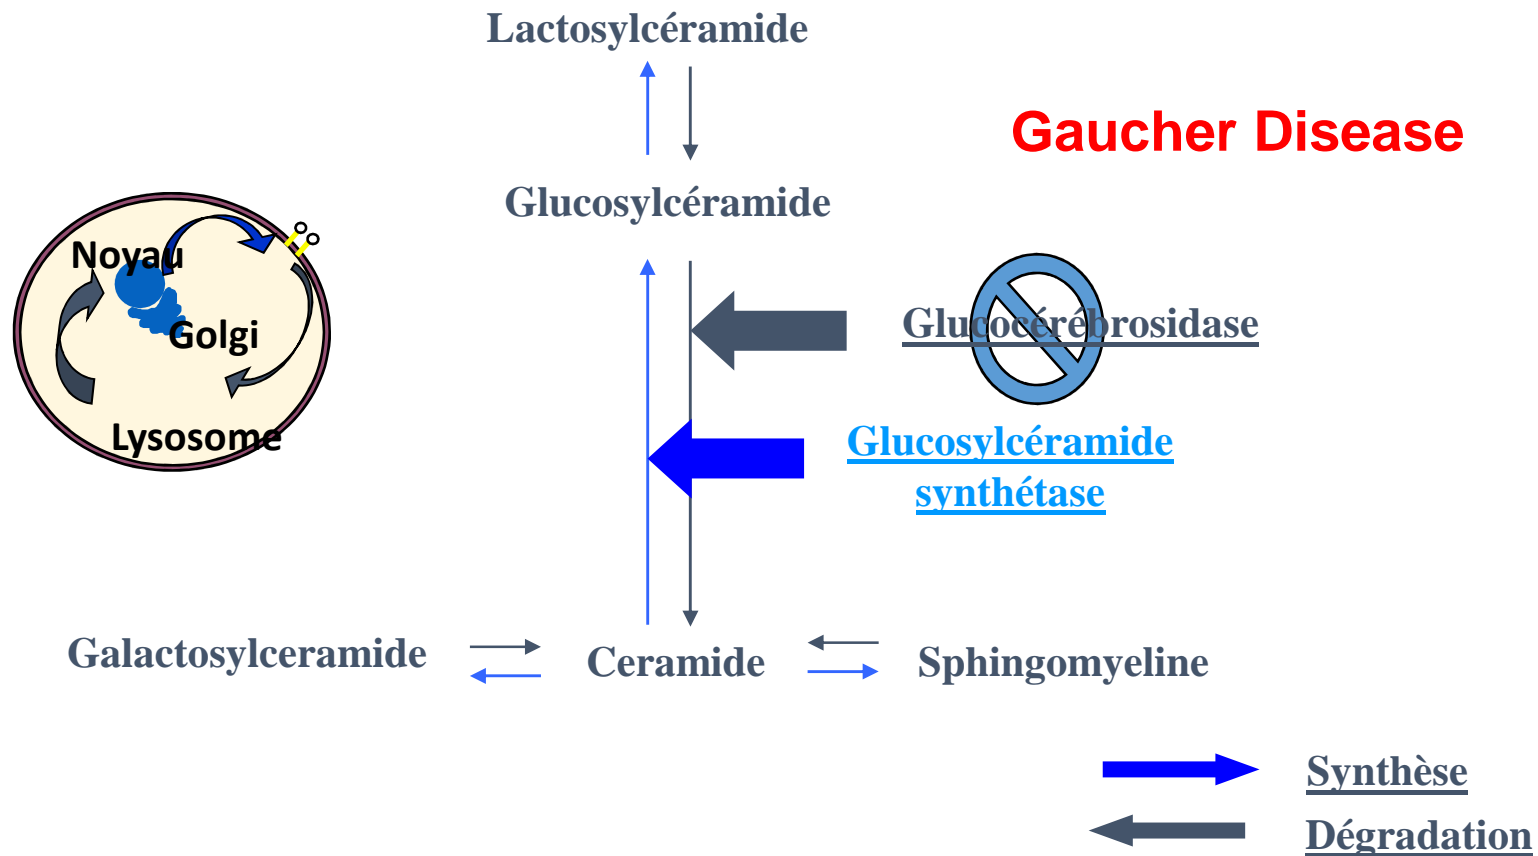 Lactosylcéramide
Gaucher Disease
Glucosylcéramide
Noyau
Golgi
Lysosome
Glucocérébrosidase
Glucosylcéramide
synthétase
Galactosylceramide
Ceramide
Sphingomyeline
Synthèse
Dégradation